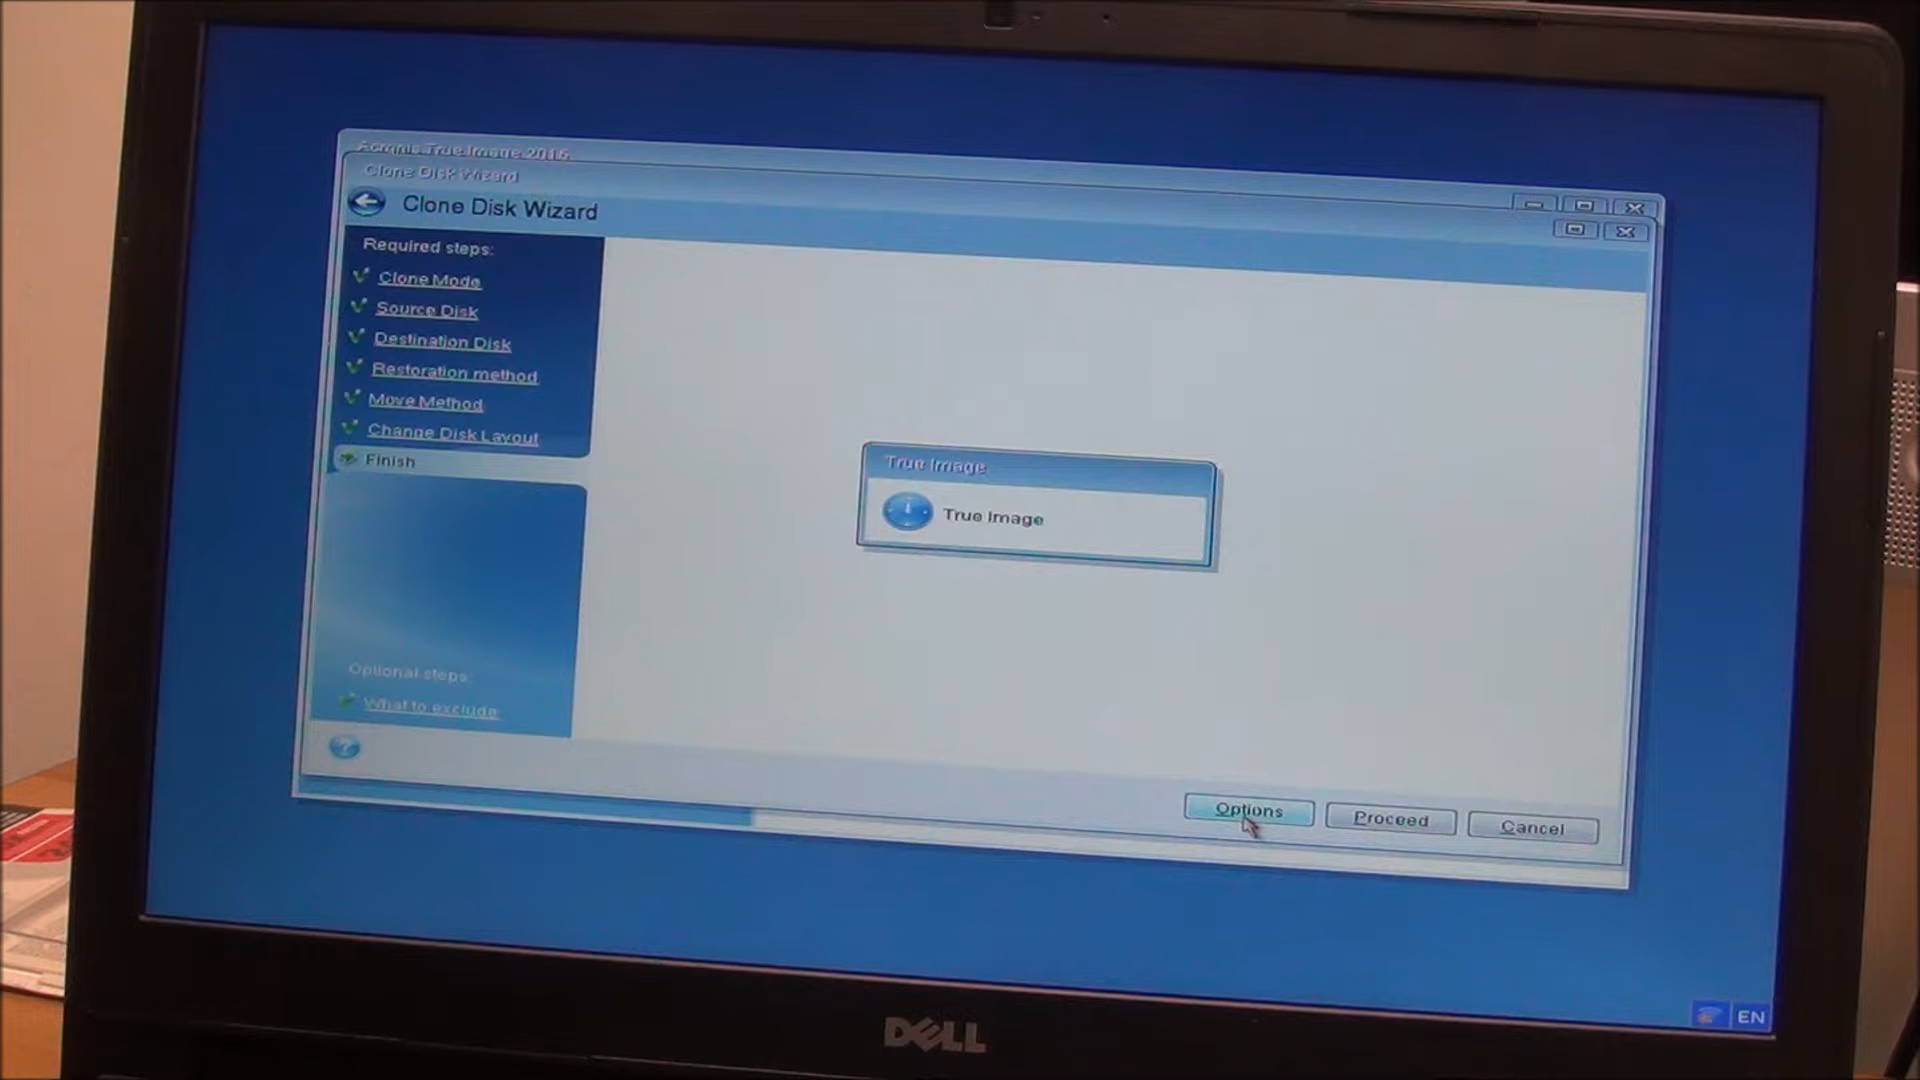 Acronis True Image 2016
Clone Disk Wizard
Clone Disk Wizard
Required steps:
Clone Mode
Source Disk
Destination Disk
Restoration method
Move Method
Change Disk Layout
Finish
True Image
True Image
Optional steps:
What to exclude
?
Options
Proceed
Cancel
EN
DELL